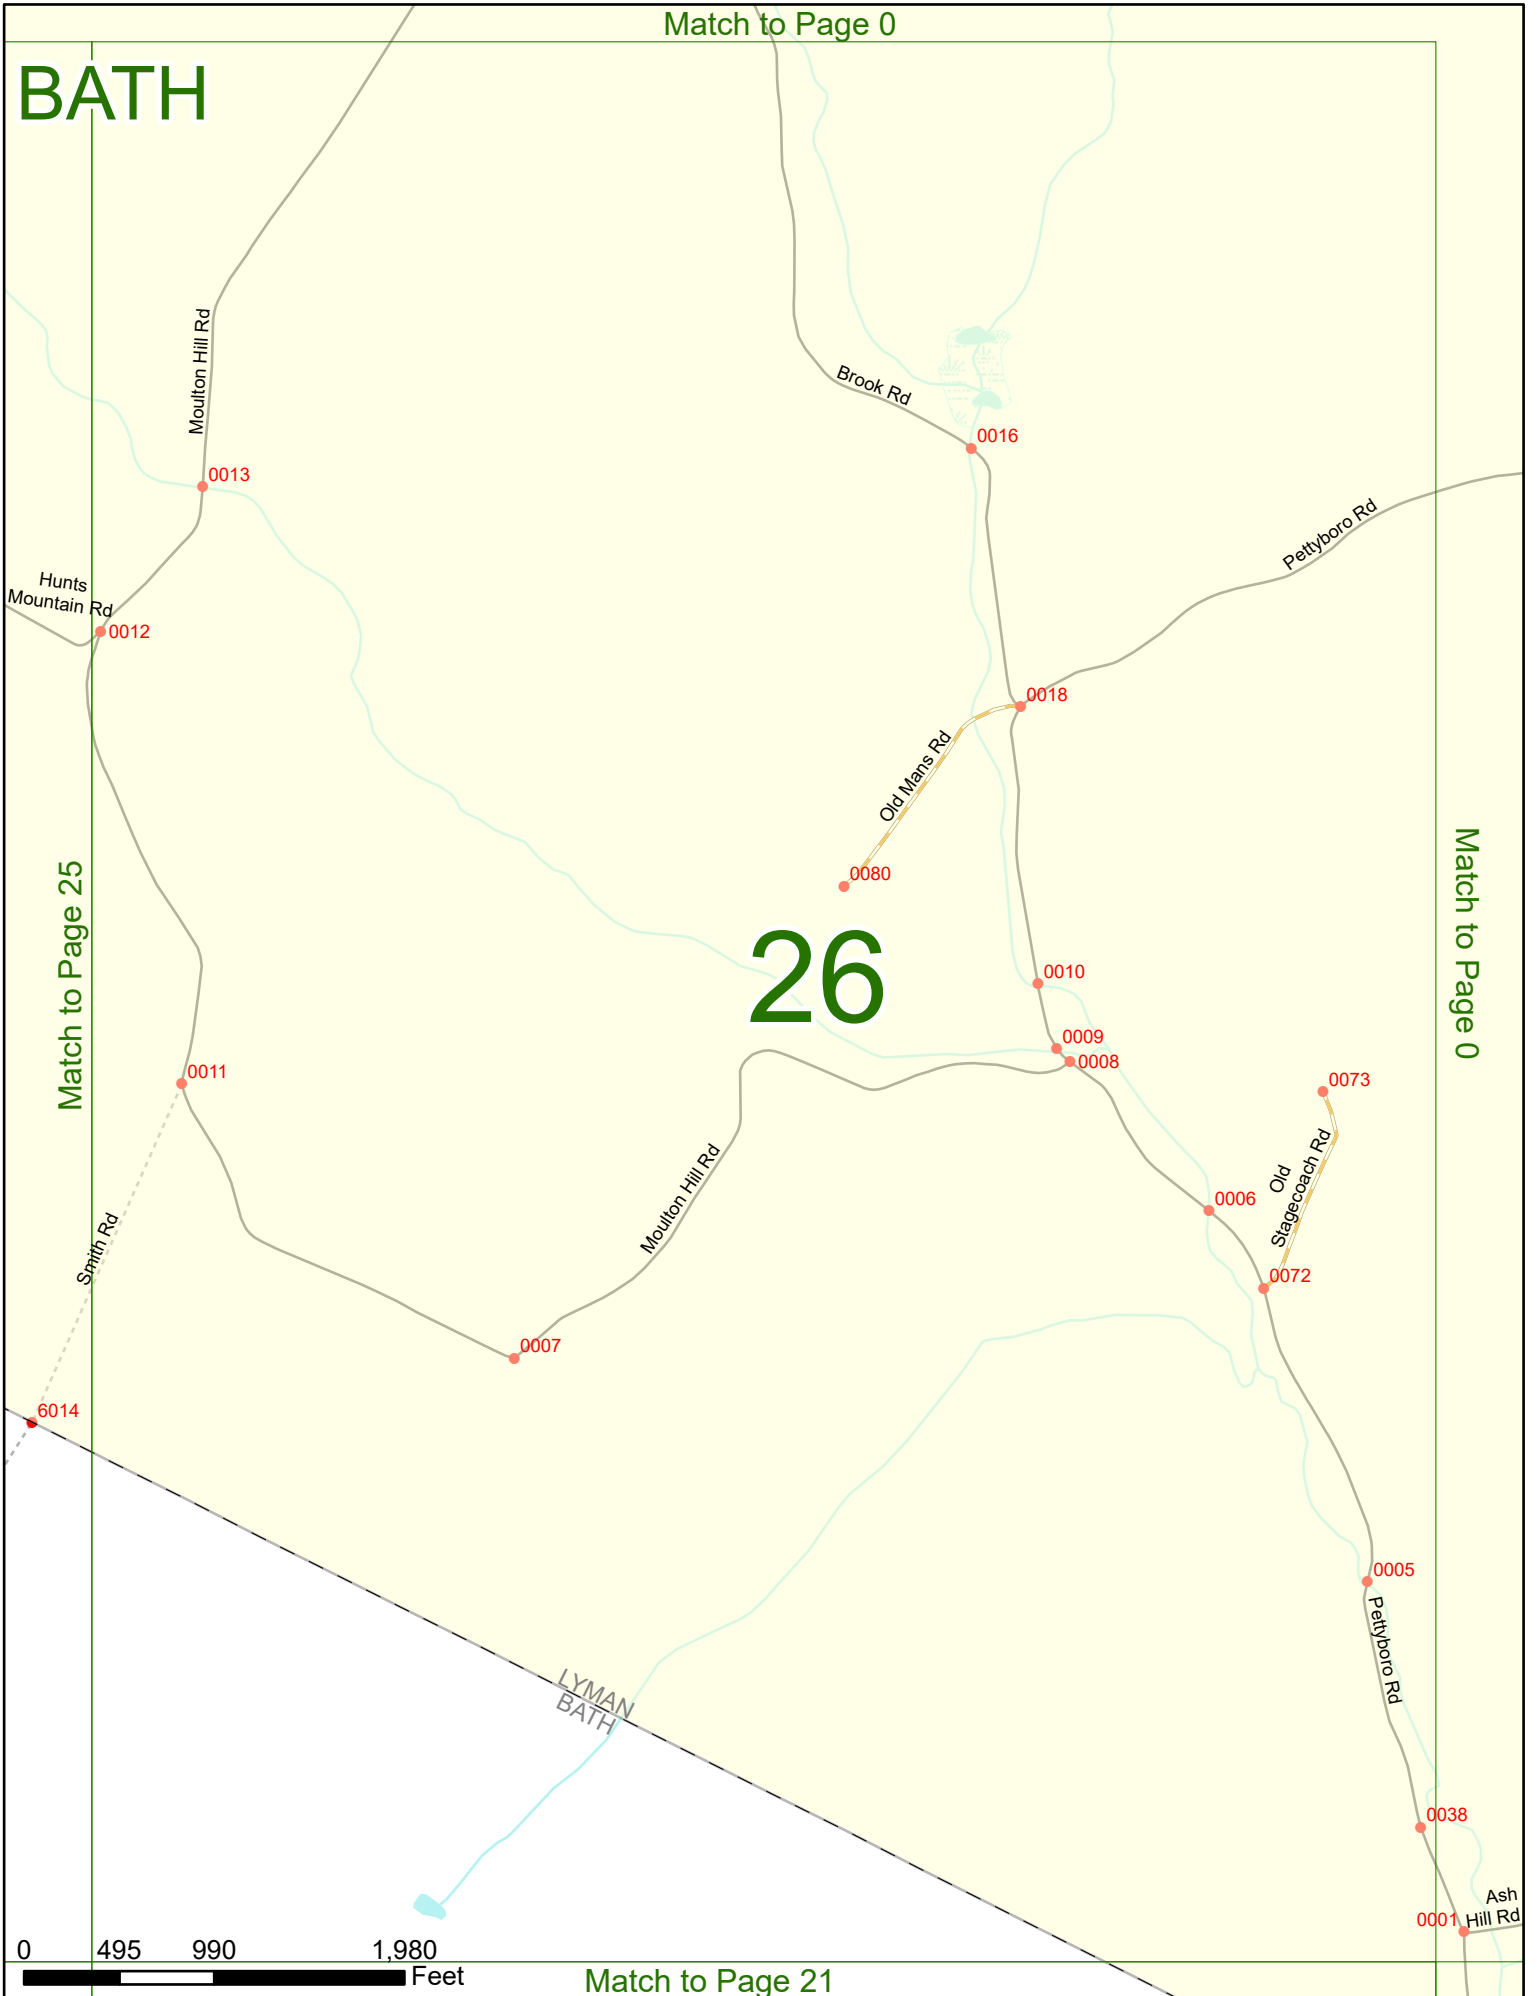 Match to Page 0
BATH
Moulton Hill Rd
Brook Rd
0016
0013
Pettyboro Rd
Hunts
Mountain Rd
0012
0018
Old Mans Rd
0080
Match to Page 25
26
Match to Page 0
0010
0009
0008
0011
0073
Old
Stagecoach Rd
Moulton Hill Rd
0006
Smith Rd
0072
0007
6014
0005
Pettyboro Rd
LYMAN
BATH
0038
Ash
Hill Rd
0001
0 495 990 1,980
Feet
Match to Page 21